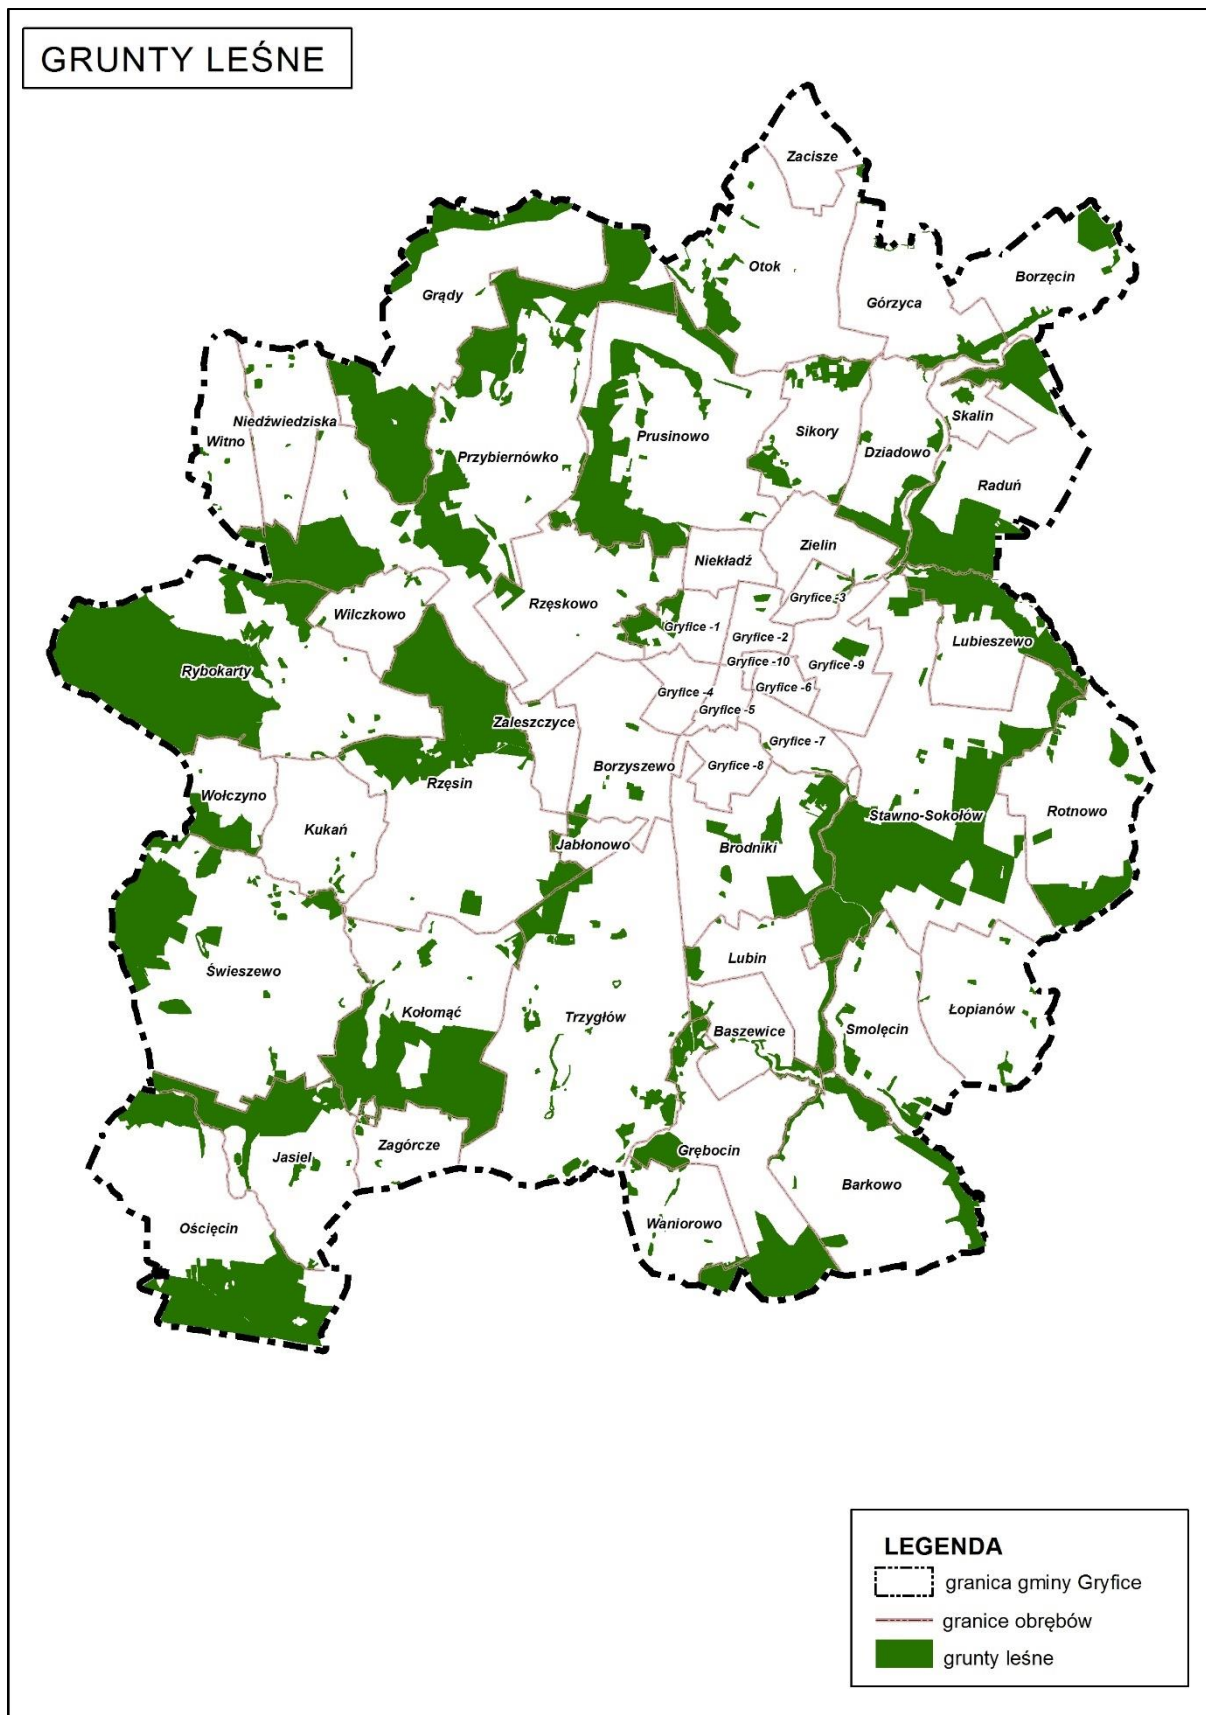 GRUNTY LEŚNE
Zacisze
Otok
Borzęcin
Górzyca
Grądy
Niedźwiedziska
Witno
Przybiernówko
Prusinowo
Sikory
Skalin
Dziadowo
Raduń
Zielin
Niekładź
Rzęskowo
Wilczkowo
Gryfice -3
Gryfice -1
Gryfice -2
Lubieszewo
Rybokarty
Gryfice -10
Gryfice -9
Gryfice -4
Gryfice -6
Gryfice -5
Zaleszczyce
Gryfice -7
Borzyszewo
Gryfice -8
Rzęsin
Wołczyno
Kukań
Jabłonowo
Brodniki
Stawno-Sokołów
Rotnowo
Świeszewo
Lubin
Kołomąć
Trzygłów
Baszewice
Smolęcin
Łopianów
Zagórcze
Jasiel
Grębocin
Barkowo
Ościęcin
Waniorowo
LEGENDA
granica gminy Gryfice
granice obrębów
grunty leśne